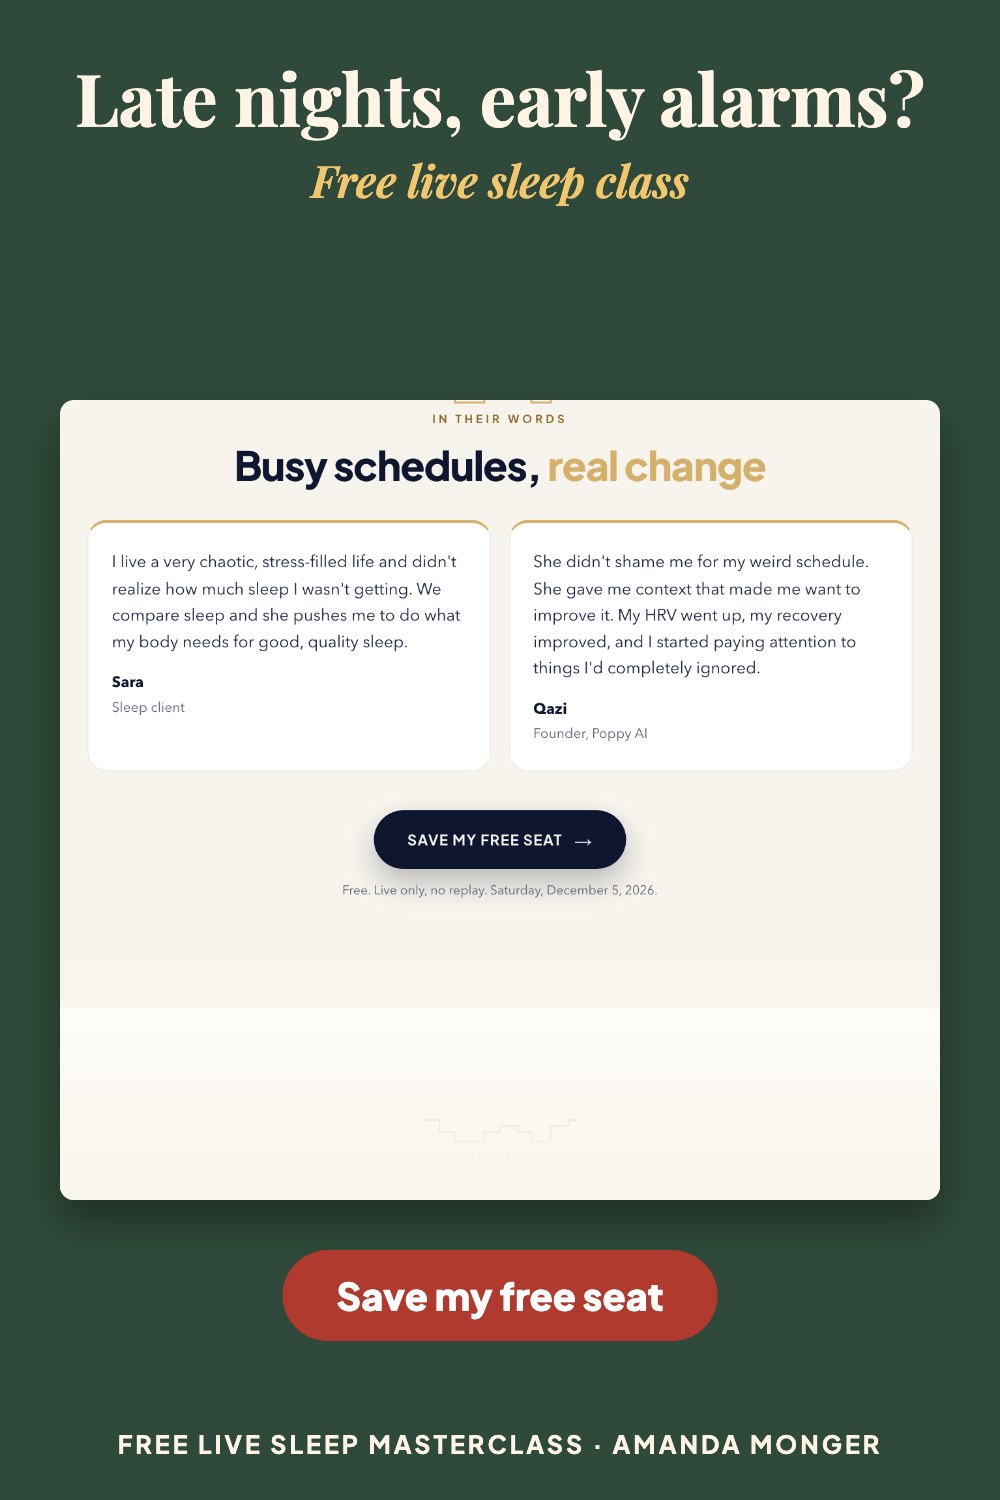 Late nights, early alarms?
Free live sleep class
IN THEIR WORDS
Busy schedules, real change
I live a very chaotic, stress-filled life and didn't
realize how much sleep I wasn't getting. We
compare sleep and she pushes me to do what
my body needs for good, quality sleep.
Sara
Sleep client
She didn't shame me for my weird schedule.
She gave me context that made me want to
improve it. My HRV went up, my recovery
improved, and I started paying attention to
things I'd completely ignored.
Qazi
Founder, Poppy AI
SAVE MY FREE SEAT →
Free. Live only, no replay. Saturday, December 5, 2026.
Save my free seat
FREE LIVE SLEEP MASTERCLASS · AMANDA MONGER